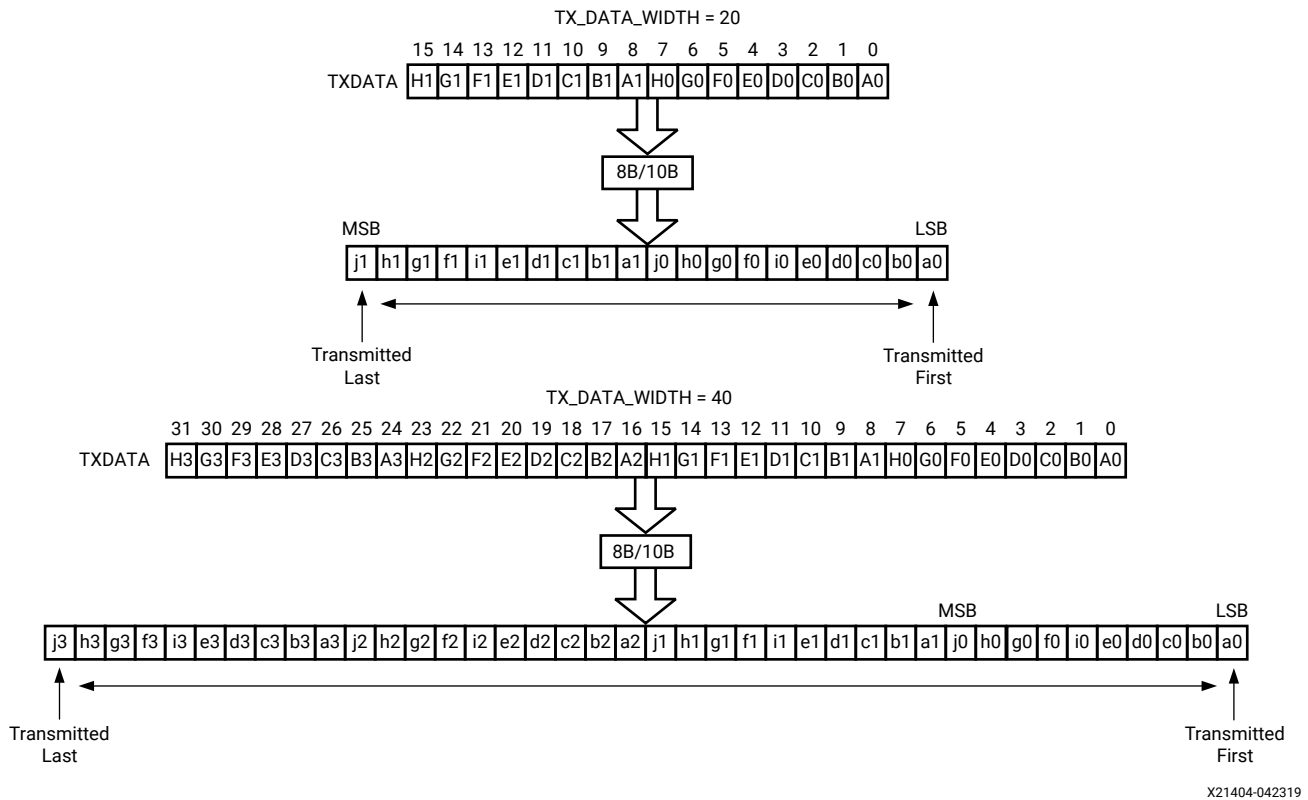 TX_DATA_WIDTH = 20
15 14 13 12 11 10 9 8 7 6 5 4 3 2 1 0
TXDATA H1 G1 F1 E1 D1 C1 B1 A1 H0 G0 F0 E0 D0 C0 B0 A0
8B/10B
MSB LSB
j1 h1 g1 f1 i1 e1 d1 c1 b1 a1 j0 h0 g0 f0 i0 e0 d0 c0 b0 a0
Transmitted Last
Transmitted First
TX_DATA_WIDTH = 40
31 30 29 28 27 26 25 24 23 22 21 20 19 18 17 16 15 14 13 12 11 10 9 8 7 6 5 4 3 2 1 0
TXDATA H3 G3 F3 E3 D3 C3 B3 A3 H2 G2 F2 E2 D2 C2 B2 A2 H1 G1 F1 E1 D1 C1 B1 A1 H0 G0 F0 E0 D0 C0 B0 A0
8B/10B
MSB LSB
j3 h3 g3 f3 i3 e3 d3 c3 b3 a3 j2 h2 g2 f2 i2 e2 d2 c2 b2 a2 j1 h1 g1 f1 i1 e1 d1 c1 b1 a1 j0 h0 g0 f0 i0 e0 d0 c0 b0 a0
Transmitted Last
Transmitted First
X21404-042319